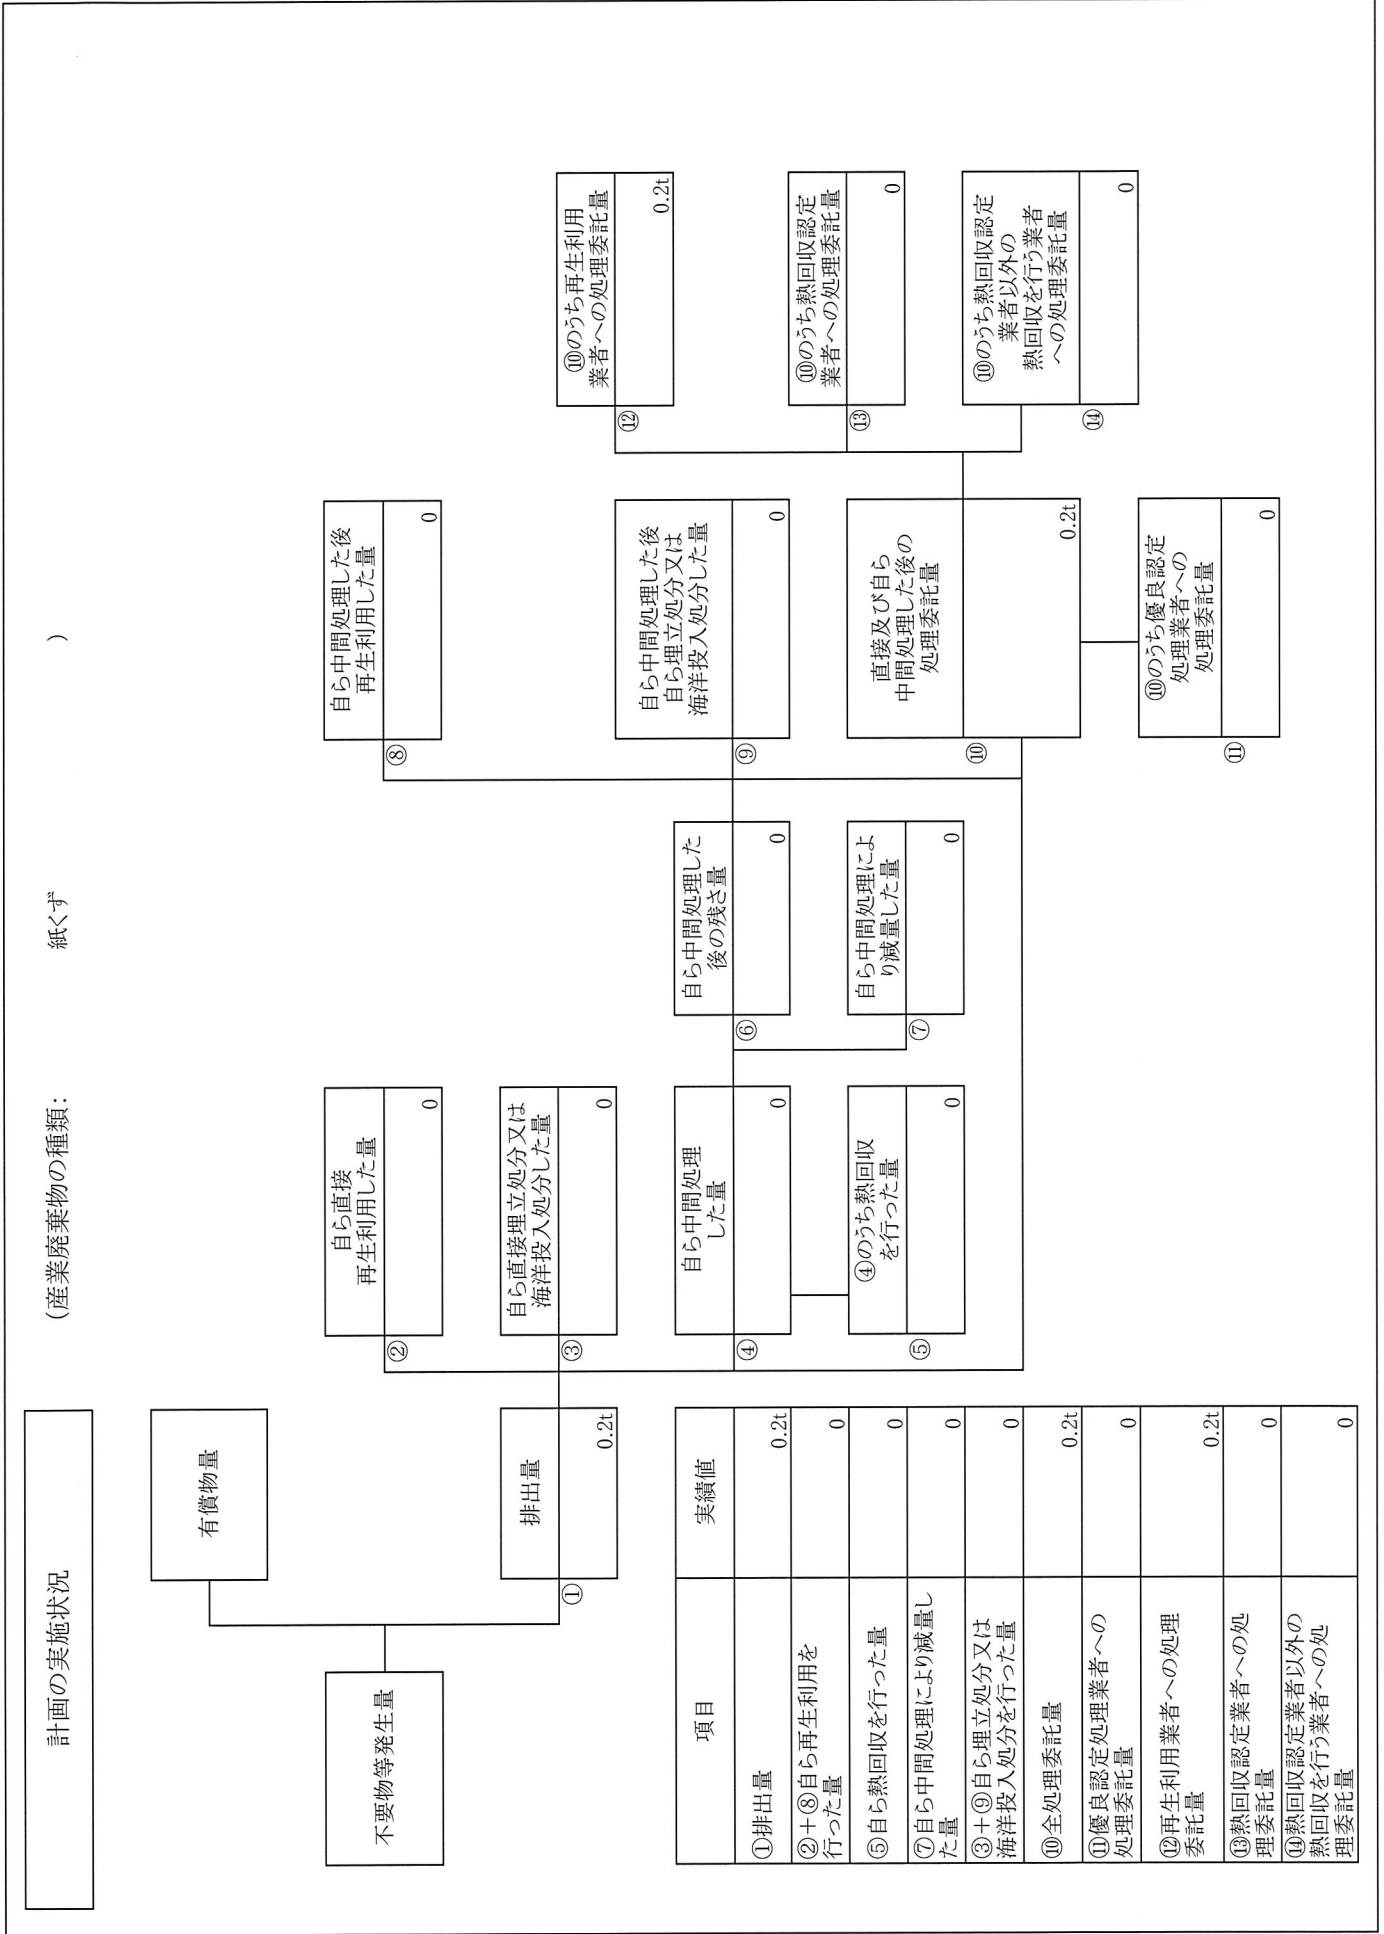 計画の実施状況
(産業廃棄物の種類: 紙くず )
不要物等発生量
有償物量
①
排出量
0.2t
②
自ら直接
再生利用した量
0
③
自ら直接埋立処分又は
海洋投入処分した量
0
④
自ら中間処理
した量
0
⑤
④のうち熱回収
を行った量
0
⑥
自ら中間処理した
後の残さ量
0
⑦
自ら中間処理によ
り減量した量
0
⑧
自ら中間処理した後
再生利用した量
0
⑨
自ら中間処理した後
自ら埋立処分又は
海洋投入処分した量
0
⑩
直接及び自ら
中間処理した後の
処理委託量
0.2t
⑪
⑩のうち優良認定
処理業者への
処理委託量
0
⑫
⑩のうち再生利用
業者への処理委託量
0.2t
⑬
⑩のうち熱回収認定
業者への処理委託量
0
⑭
⑩のうち熱回収認定
業者以外の
熱回収を行う業者
への処理委託量
0
項目 実績値
①排出量 0.2t
②+⑧自ら再生利用を
行った量 0
⑤自ら熱回収を行った量 0
⑦自ら中間処理により減量し
た量 0
③+⑨自ら埋立処分又は
海洋投入処分を行った量 0
⑩全処理委託量 0.2t
⑪優良認定処理業者への
処理委託量 0
⑫再生利用業者への処理
委託量 0.2t
⑬熱回収認定業者への処
理委託量 0
⑭熱回収認定業者以外の
熱回収を行う業者への処
理委託量 0